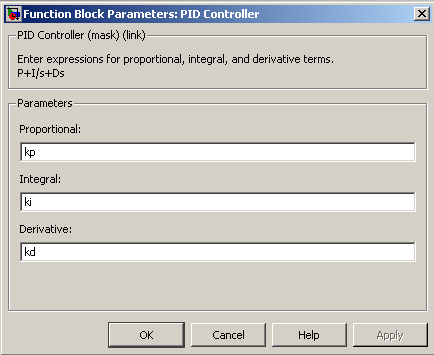 Function Block Parameters: PID Controller
PID Controller (mask) (link)
Enter expressions for proportional, integral, and derivative terms.
P+I/s+Ds
Parameters
Proportional:
kp
Integral:
ki
Derivative:
kd
OK Cancel Help Apply